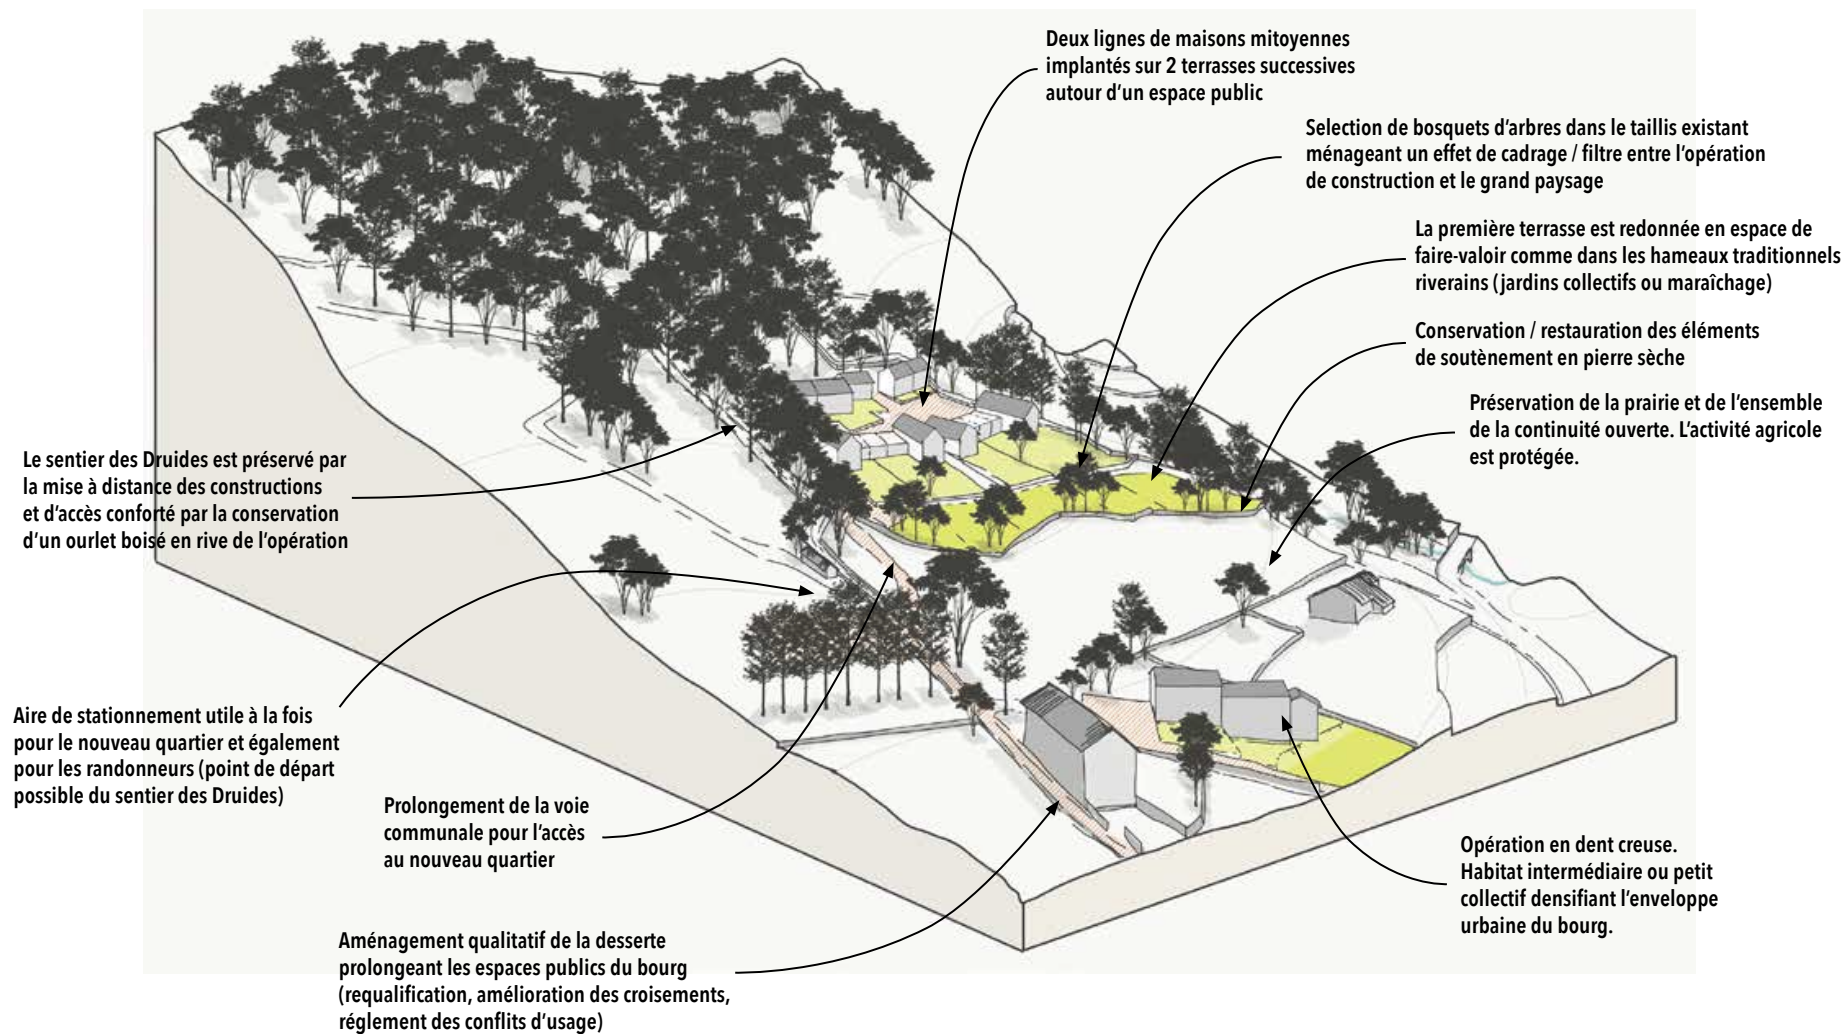 Deux lignes de maisons mitoyennes
implantés sur 2 terrasses successives
autour d'un espace public
Selection de bosquets d'arbres dans le taillis existant
ménageant un effet de cadrage / filtre entre l'opération
de construction et le grand paysage
La première terrasse est redonnée en espace de
faire-valoir comme dans les hameaux traditionnels
riverains (jardins collectifs ou maraîchage)
Conservation / restauration des éléments
de soutènement en pierre sèche
Préservation de la prairie et de l'ensemble
de la continuité ouverte. L'activité agricole
est protégée.
Le sentier des Druides est préservé par
la mise à distance des constructions
et d'accès conforté par la conservation
d'un ourlet boisé en rive de l'opération
Aire de stationnement utile à la fois
pour le nouveau quartier et également
pour les randonneurs (point de départ
possible du sentier des Druides)
Prolongement de la voie
communale pour l'accès
au nouveau quartier
Opération en dent creuse.
Habitat intermédiaire ou petit
collectif densifiant l'enveloppe
urbaine du bourg.
Aménagement qualitatif de la desserte
prolongeant les espaces publics du bourg
(requalification, amélioration des croisements,
réglement des conflits d'usage)